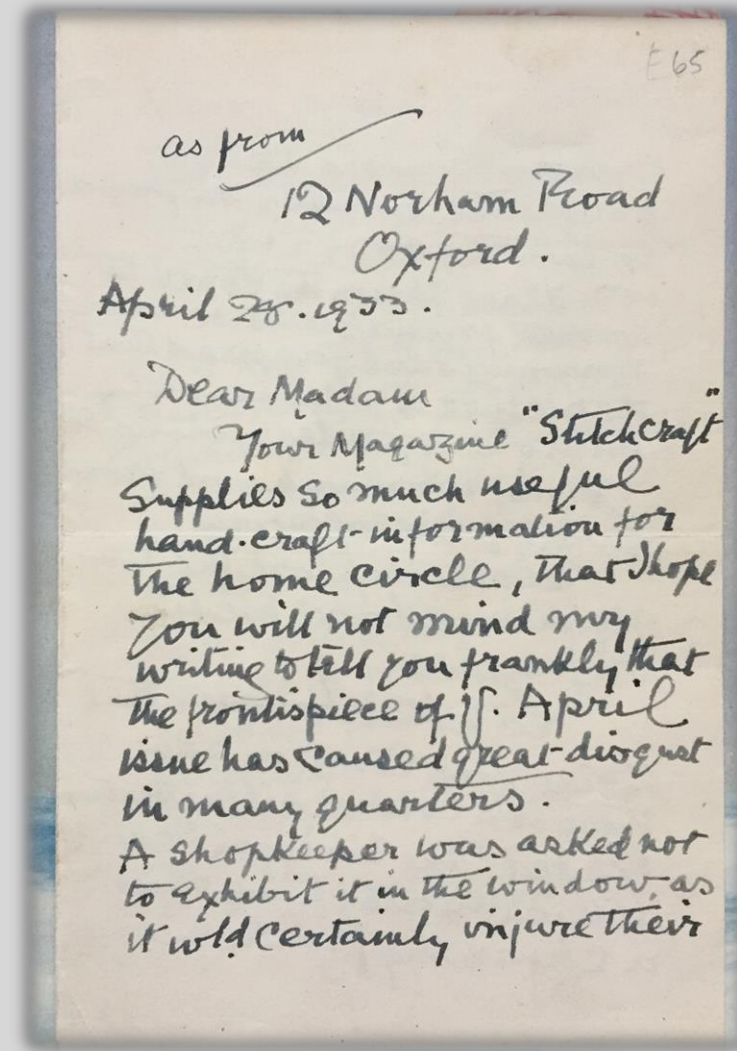 E65
as from
12 Norham Road
Oxford.
April 28. 1933.
Dear Madam
Your Magazine "Stitchcraft"
Supplies so much useful
hand-craft-information for
the home circle, that I hope
you will not mind my
writing to tell you frankly that
the frontispiece of yr. April
issue has caused great disgust
in many quarters.
A shopkeeper was asked not
to exhibit it in the window, as
it wld certainly injure their